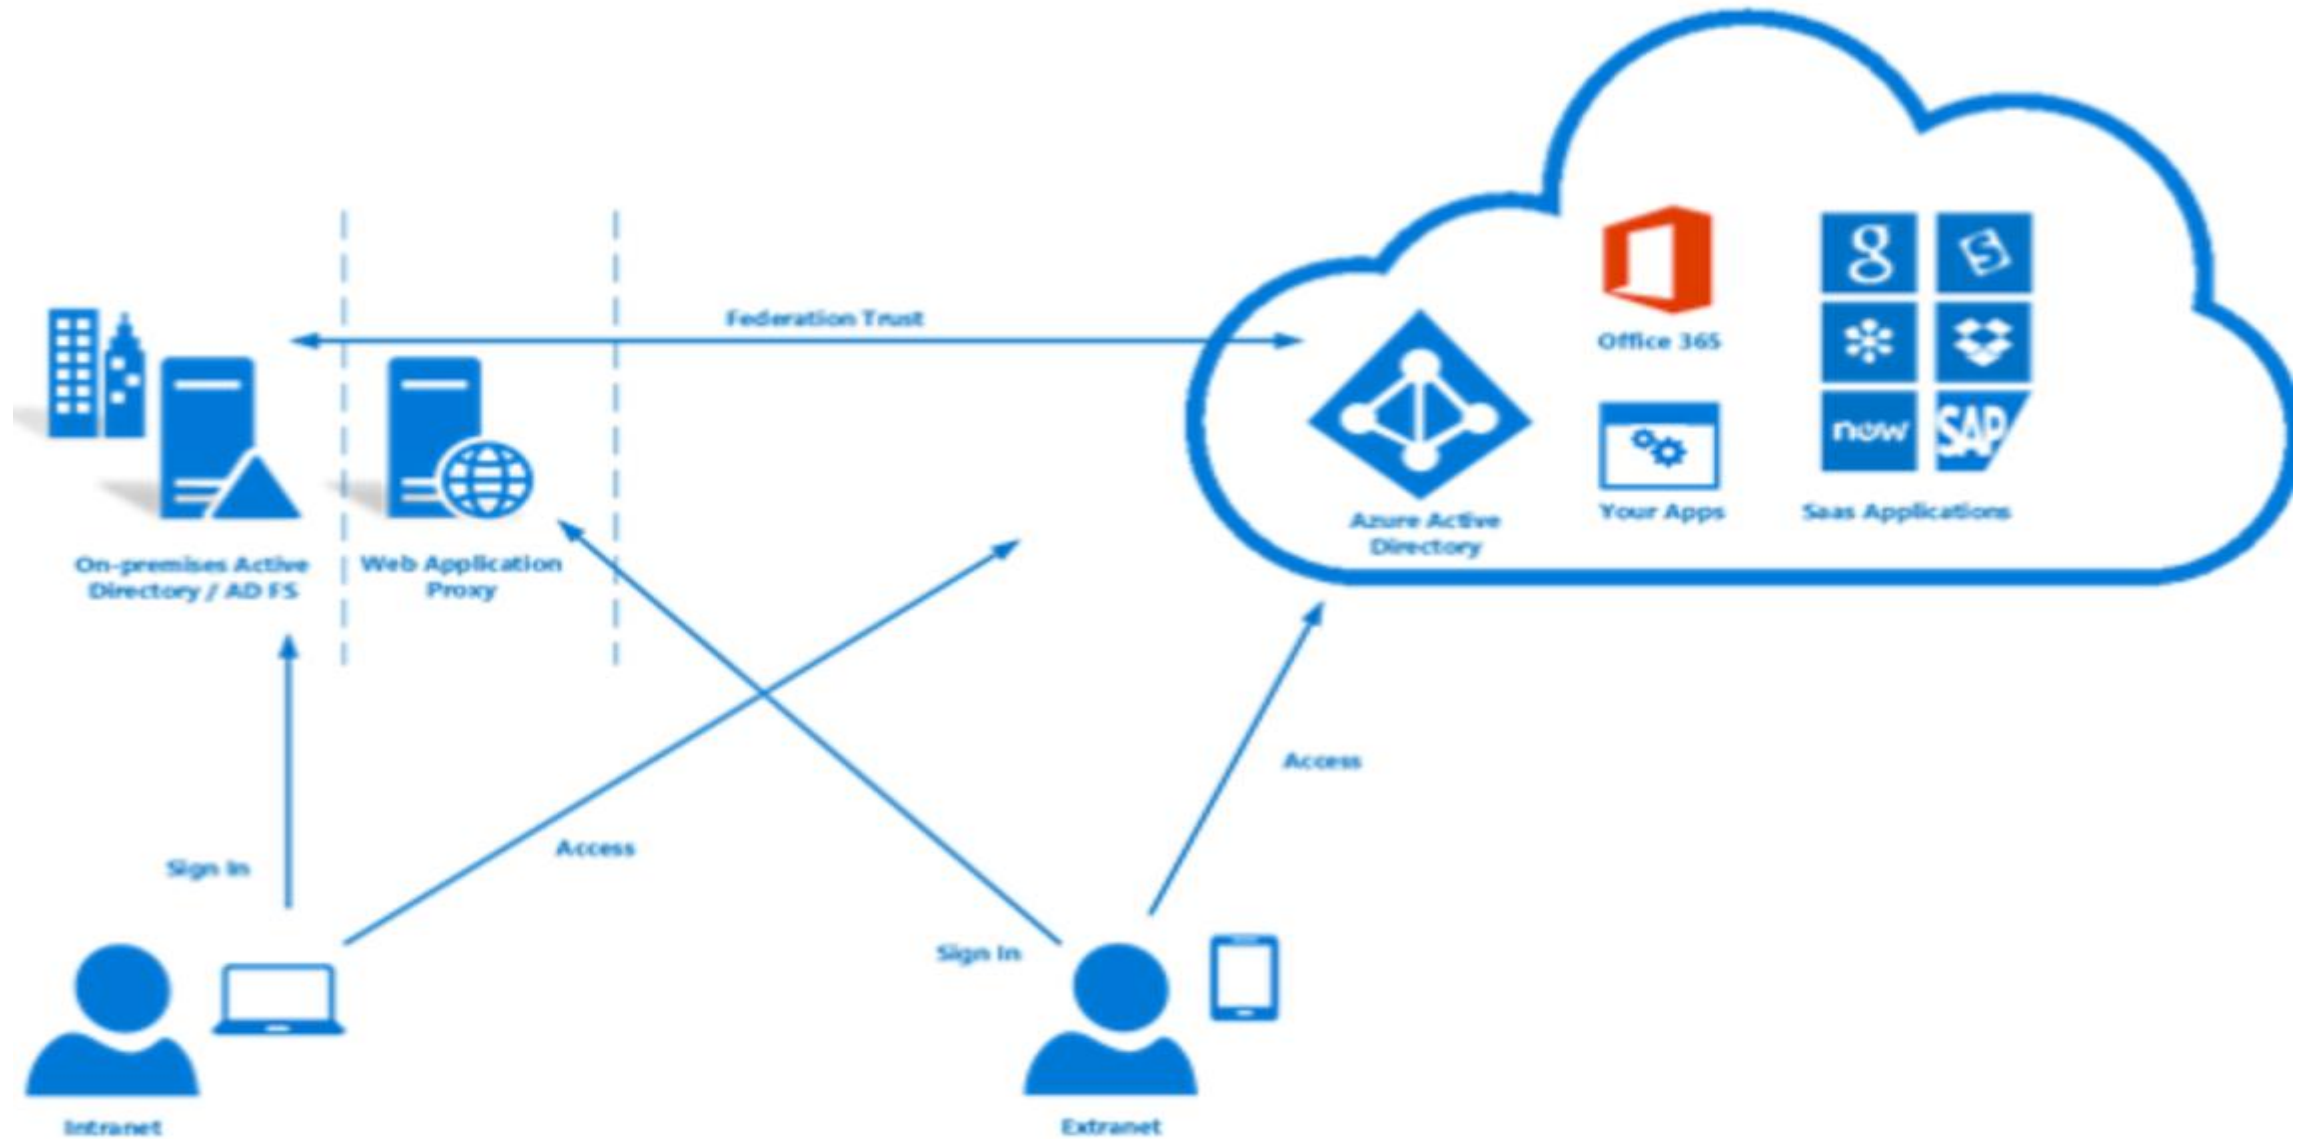 Federation Trust
Office 365
g
S
now
SAP
Azure Active
Directory
Your Apps
Saas Applications
On-premises Active
Directory / AD FS
Web Application
Proxy
Access
Access
Sign In
Sign In
Intranet
Extranet